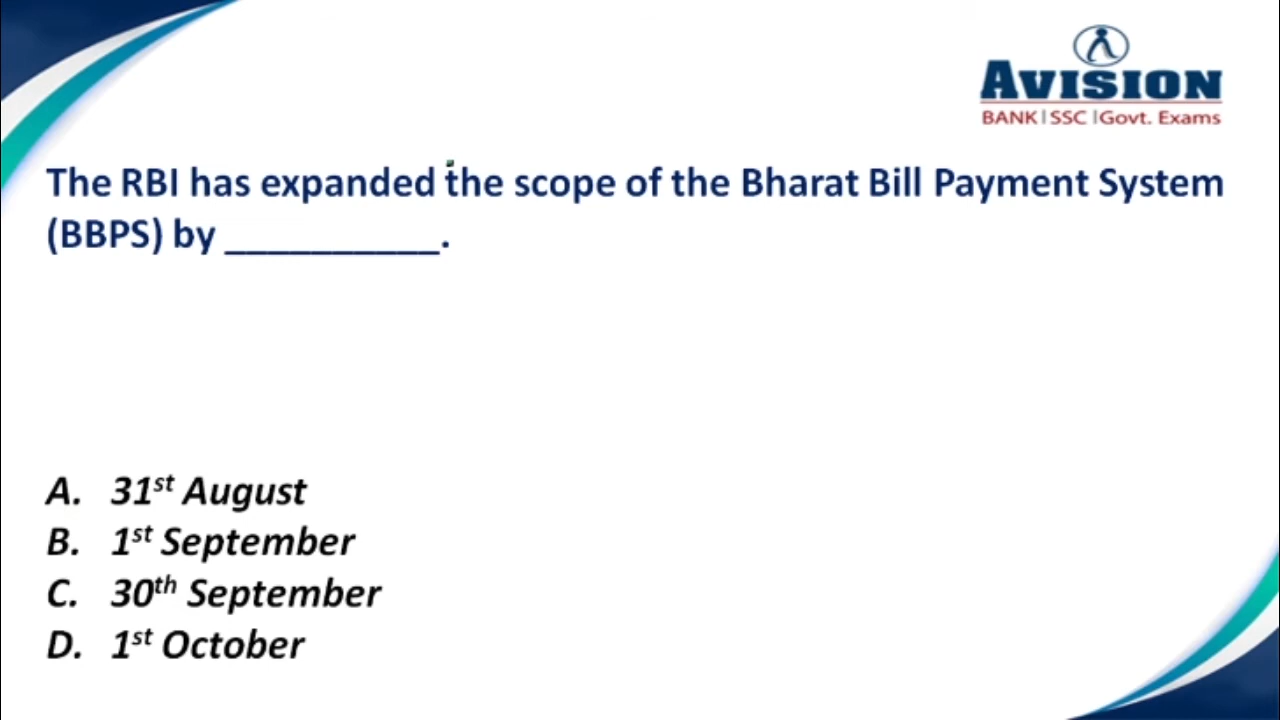 AVISION
BANK | SSC | Govt. Exams
The RBI has expanded the scope of the Bharat Bill Payment System
(BBPS) by __________.
A. 31st August
B. 1st September
C. 30th September
D. 1st October